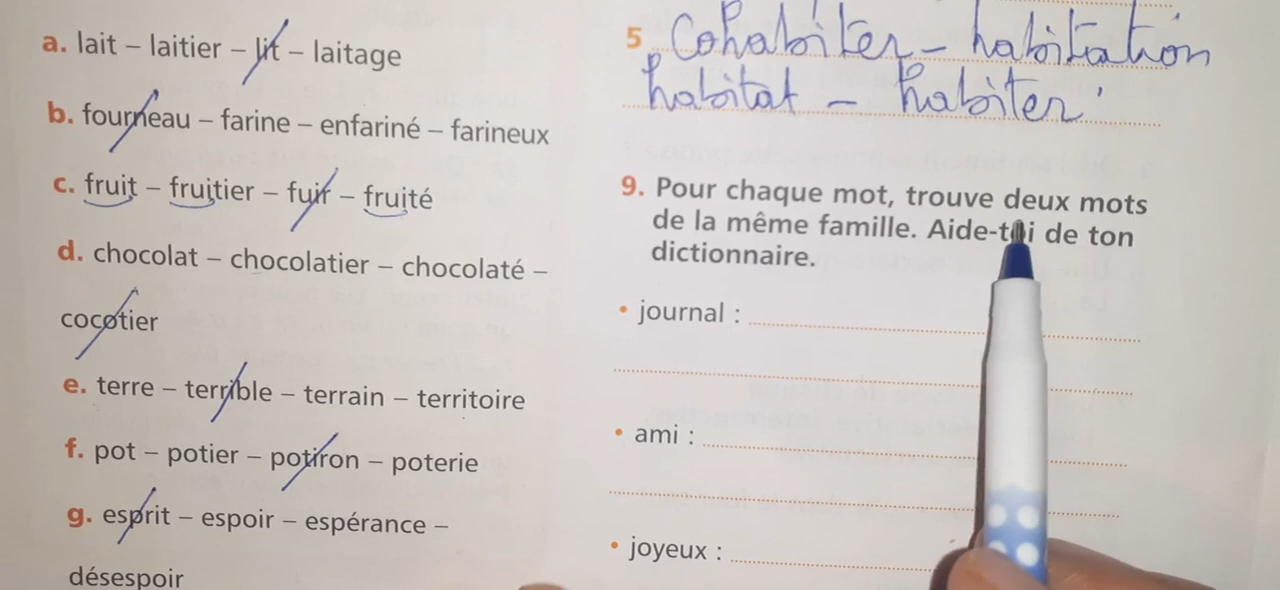 a. lait – laitier – lit – laitage
b. fourneau – farine – enfariné – farineux
c. fruit – fruitier – fuir – fruité
d. chocolat – chocolatier – chocolaté –
cocotier
e. terre – terrible – terrain – territoire
f. pot – potier – potiron – poterie
g. esprit – espoir – espérance –
désespoir
5 Cohabiter – habitation
habitat – habiter.
9. Pour chaque mot, trouve deux mots
de la même famille. Aide-toi de ton
dictionnaire.
• journal :
• ami :
• joyeux :